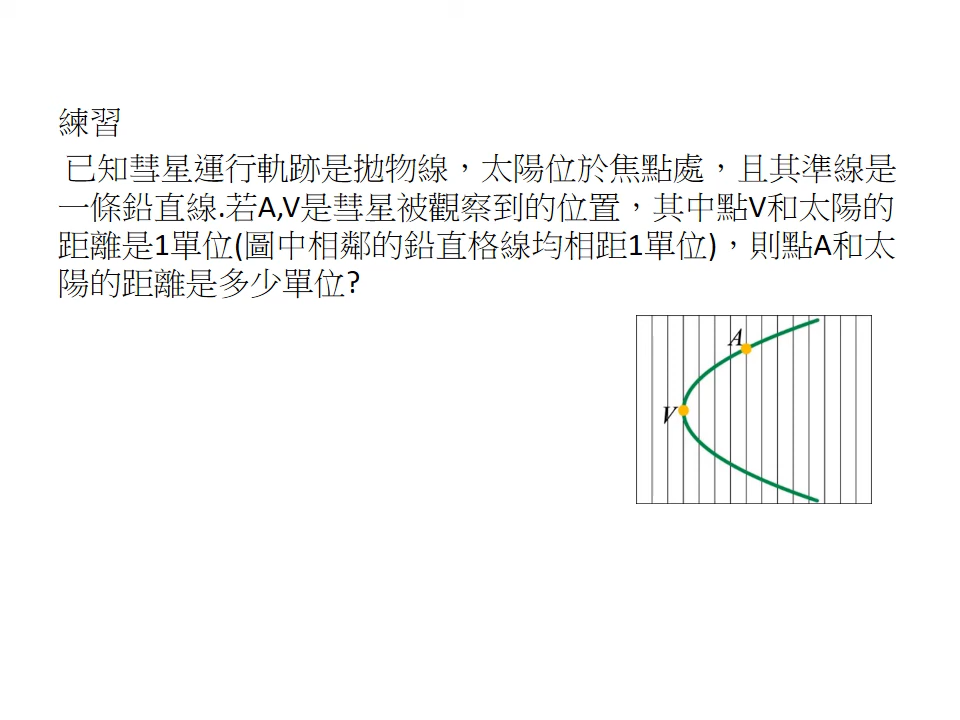 練習
已知彗星運行軌跡是拋物線，太陽位於焦點處，且其準線是
一條鉛直線.若A,V是彗星被觀察到的位置，其中點V和太陽的
距離是1單位(圖中相鄰的鉛直格線均相距1單位)，則點A和太
陽的距離是多少單位?
A
V